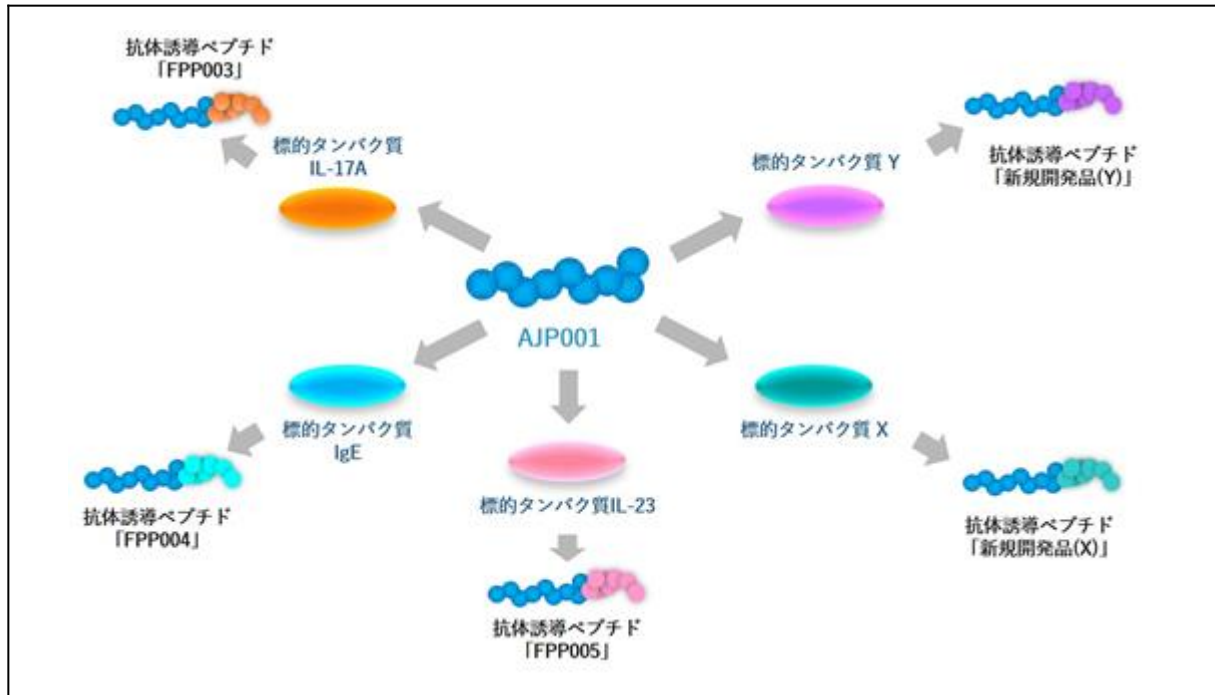 抗体誘導ペプチド
「FPP003」
標的タンパク質
IL-17A
標的タンパク質 Y
抗体誘導ペプチド
「新規開発品(Y)」
AJP001
標的タンパク質
IgE
標的タンパク質 X
標的タンパク質IL-23
抗体誘導ペプチド
「FPP004」
抗体誘導ペプチド
「新規開発品(X)」
抗体誘導ペプチド
「FPP005」